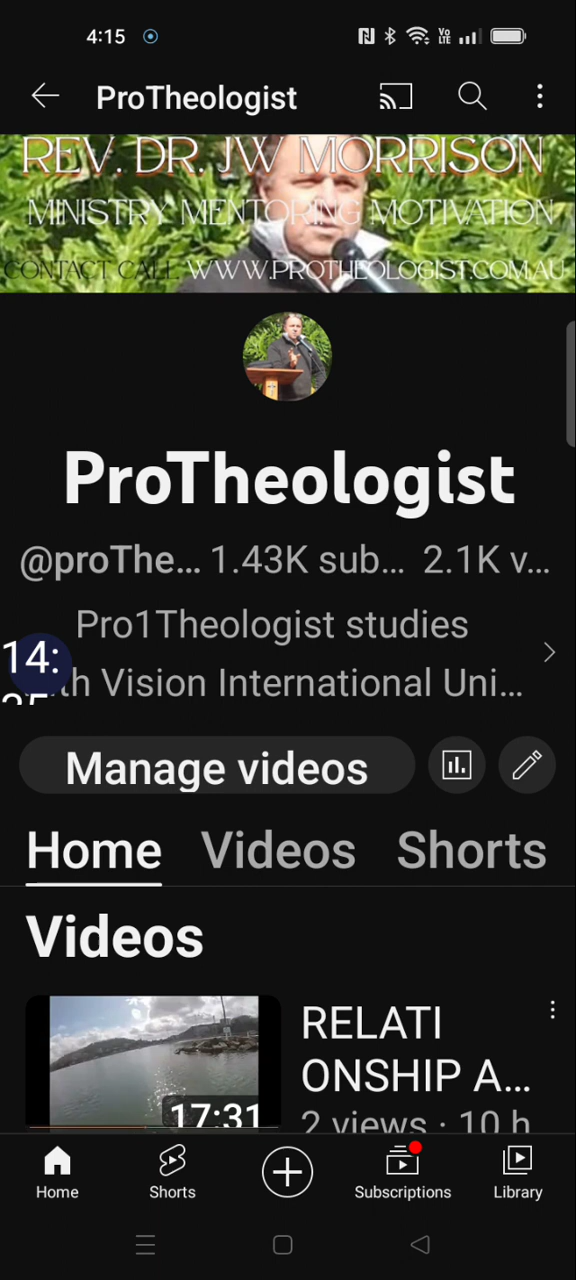 4:15
Vo
LTE
ProTheologist
REV. DR. JW MORRISON
MINISTRY MENTORING MOTIVATION
CONTACT CALL WWW.PROTHEOLOGIST.COM.AU
ProTheologist
@proThe... 1.43K sub... 2.1K v...
Pro1Theologist studies
14:
Vision International Uni...
Manage videos
Home Videos Shorts
Videos
RELATI
ONSHIP A...
17:31
2 views · 10 h
Home Shorts Subscriptions Library